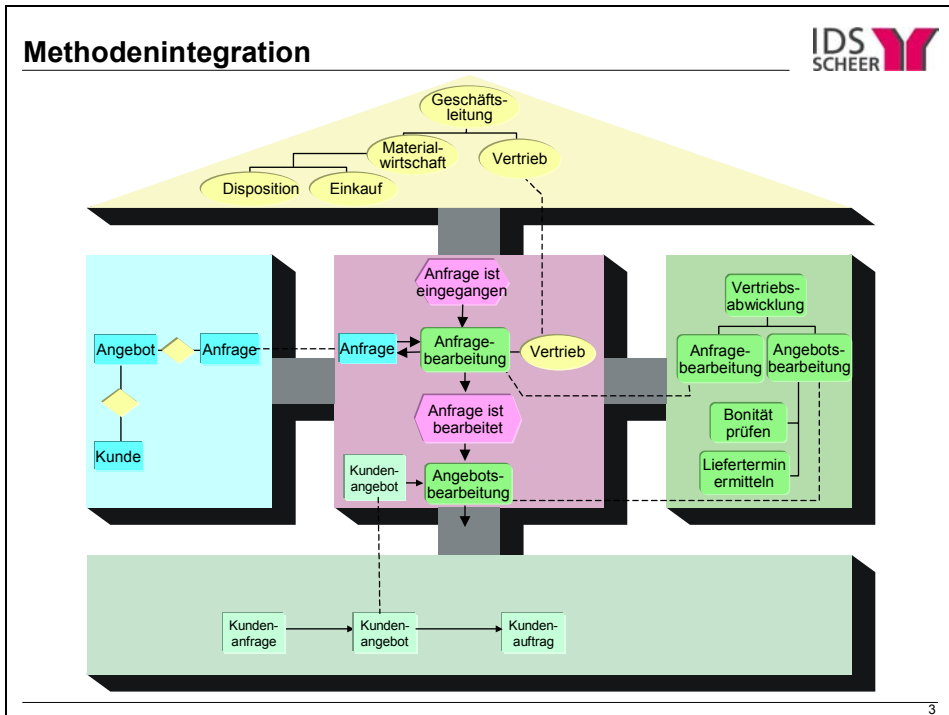 Methodenintegration
IDS
SCHEER
Geschäfts-
leitung
Material-
wirtschaft
Vertrieb
Disposition
Einkauf
Angebot
Anfrage
Kunde
Anfrage ist
eingegangen
Anfrage
Anfrage-
bearbeitung
Vertrieb
Anfrage ist
bearbeitet
Kunden-
angebot
Angebots-
bearbeitung
Vertriebs-
abwicklung
Anfrage-
bearbeitung
Angebots-
bearbeitung
Bonität
prüfen
Liefertermin
ermitteln
Kunden-
anfrage
Kunden-
angebot
Kunden-
auftrag
3